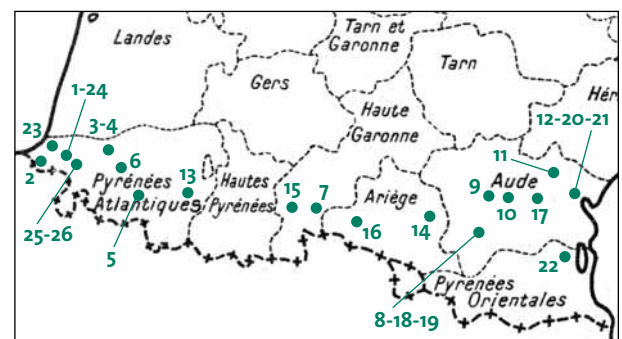 Landes
Tarn et
Garonne
Tarn
Gers
Hér
Haute
Garonne
1-24
12-20-21
23
3-4
11
2
6
Pyrénées
Atlantiques
13
Hautes
Pyrénées
15
7
Ariège
Aude
9
10
17
25-26
5
16
14
22
Pyrénées
Orientales
8-18-19